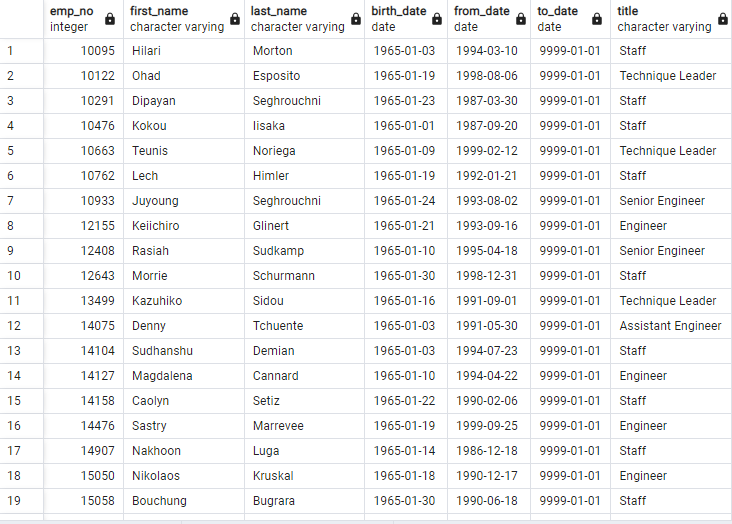 emp_no first_name last_name birth_date from_date to_date title
integer character varying character varying date date date character varying
1 10095 Hilari Morton 1965-01-03 1994-03-10 9999-01-01 Staff
2 10122 Ohad Esposito 1965-01-19 1998-08-06 9999-01-01 Technique Leader
3 10291 Dipayan Seghrouchni 1965-01-23 1987-03-30 9999-01-01 Staff
4 10476 Kokou Iisaka 1965-01-01 1987-09-20 9999-01-01 Staff
5 10663 Teunis Noriega 1965-01-09 1999-02-12 9999-01-01 Technique Leader
6 10762 Lech Himler 1965-01-19 1992-01-21 9999-01-01 Staff
7 10933 Juyoung Seghrouchni 1965-01-24 1993-08-02 9999-01-01 Senior Engineer
8 12155 Keiichiro Glinert 1965-01-21 1993-09-16 9999-01-01 Engineer
9 12408 Rasiah Sudkamp 1965-01-10 1995-04-18 9999-01-01 Senior Engineer
10 12643 Morrie Schurmann 1965-01-30 1998-12-31 9999-01-01 Staff
11 13499 Kazuhiko Sidou 1965-01-16 1991-09-01 9999-01-01 Technique Leader
12 14075 Denny Tchuente 1965-01-03 1991-05-30 9999-01-01 Assistant Engineer
13 14104 Sudhanshu Demian 1965-01-03 1994-07-23 9999-01-01 Staff
14 14127 Magdalena Cannard 1965-01-10 1994-04-22 9999-01-01 Engineer
15 14158 Caolyn Setiz 1965-01-22 1990-02-06 9999-01-01 Staff
16 14476 Sastry Marrevee 1965-01-19 1999-09-25 9999-01-01 Engineer
17 14907 Nakhoon Luga 1965-01-14 1986-12-18 9999-01-01 Staff
18 15050 Nikolaos Kruskal 1965-01-18 1990-12-17 9999-01-01 Engineer
19 15058 Bouchung Bugrara 1965-01-30 1990-06-18 9999-01-01 Staff